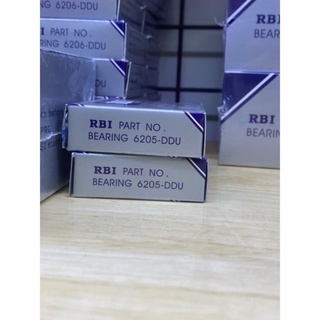 RBI PART NO.
BEARING 6206-DDU
RBI PART NO.
BEARING 6205-DDU
RBI PART NO.
BEARING 6205-DDU
RBI
RBI